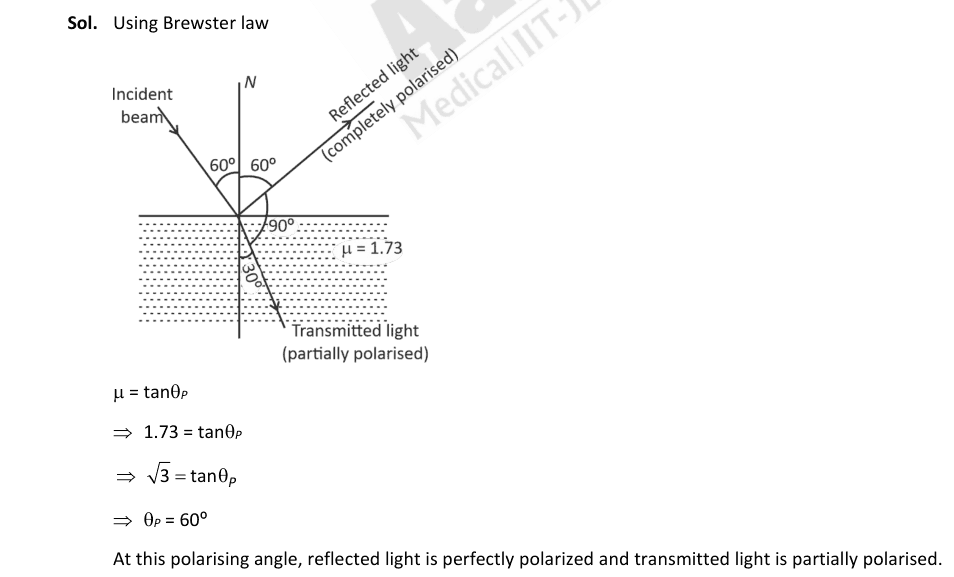 Sol. Using Brewster law
Medical|IIT-JE
N
Incident
beam
Reflected light
(completely polarised)
60° 60°
90°
μ = 1.73
30°
Transmitted light
(partially polarised)
μ = tanθP
⇒ 1.73 = tanθP
⇒ √3 = tanθp
⇒ θP = 60°
At this polarising angle, reflected light is perfectly polarized and transmitted light is partially polarised.